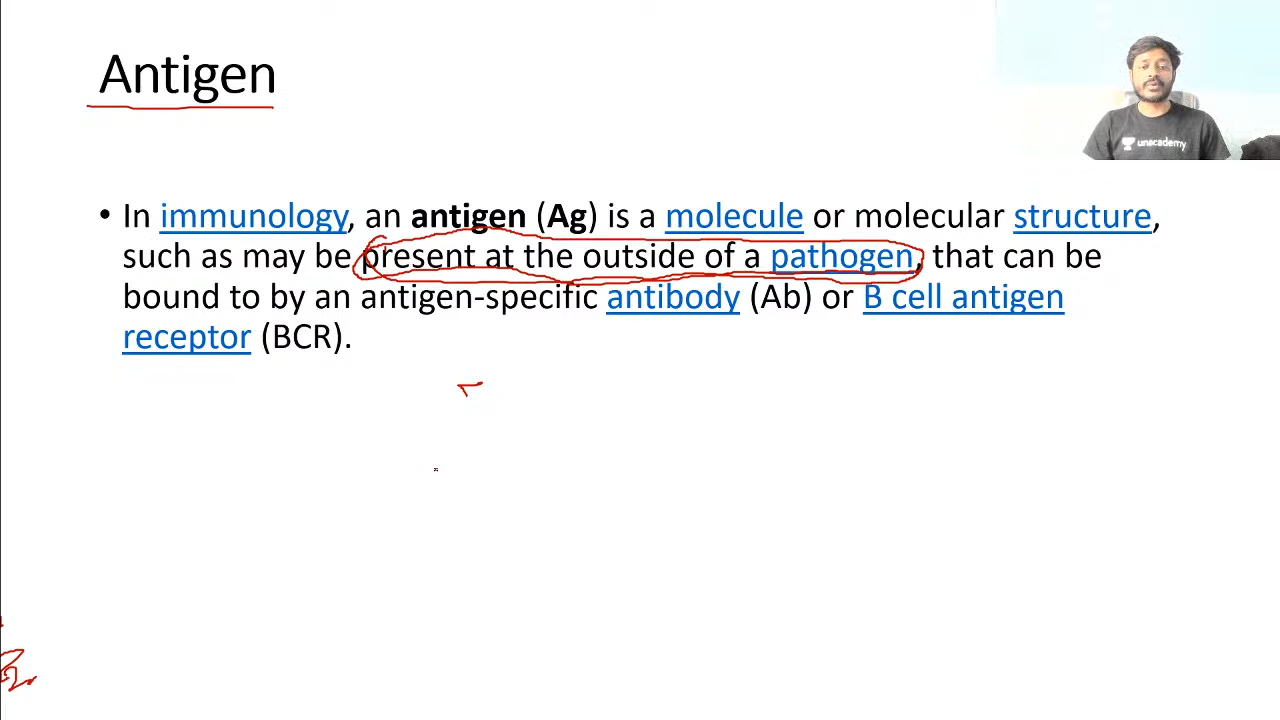 Antigen
unacademy
• In immunology, an antigen (Ag) is a molecule or molecular structure,
such as may be present at the outside of a pathogen, that can be
bound to by an antigen-specific antibody (Ab) or B cell antigen
receptor (BCR).